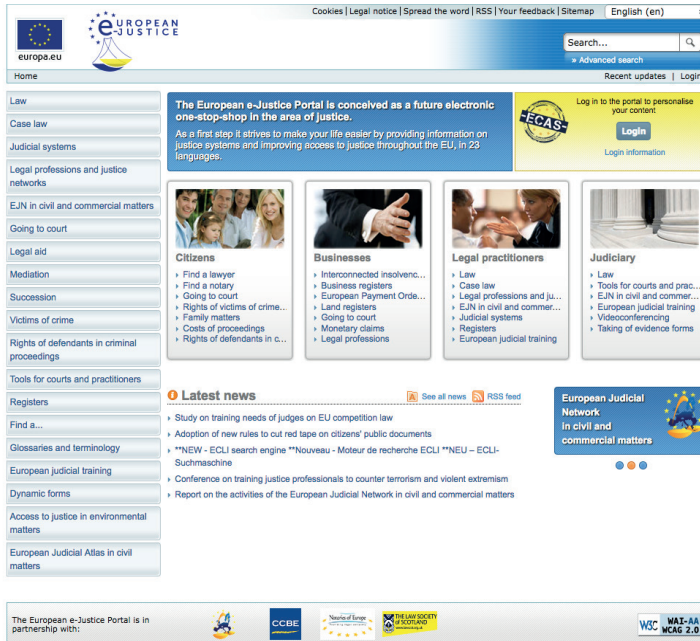 Cookies | Legal notice | Spread the word | RSS | Your feedback | Sitemap
English (en)
europa.eu
EUROPEAN
e-JUSTICE
Search...
» Advanced search
Home
Recent updates | Login
Law
Case law
Judicial systems
Legal professions and justice
networks
EJN in civil and commercial matters
Going to court
Legal aid
Mediation
Succession
Victims of crime
Rights of defendants in criminal
proceedings
Tools for courts and practitioners
Registers
Find a...
Glossaries and terminology
European judicial training
Dynamic forms
Access to justice in environmental
matters
European Judicial Atlas in civil
matters
The European e-Justice Portal is conceived as a future electronic
one-stop-shop in the area of justice.
As a first step it strives to make your life easier by providing information on
justice systems and improving access to justice throughout the EU, in 23
languages.
ECAS
Log in to the portal to personalise
your content
Login
Login information
Citizens
Find a lawyer
Find a notary
Going to court
Rights of victims of crime...
Family matters
Costs of proceedings
Rights of defendants in c...
Businesses
Interconnected insolvenc...
Business registers
European Payment Orde...
Land registers
Going to court
Monetary claims
Legal professions
Legal practitioners
Law
Case law
Legal professions and ju...
EJN in civil and commer...
Judicial systems
Registers
European judicial training
Judiciary
Law
Tools for courts and prac...
EJN in civil and commer...
European judicial training
Videoconferencing
Taking of evidence forms
Latest news
See all news
RSS feed
Study on training needs of judges on EU competition law
Adoption of new rules to cut red tape on citizens' public documents
**NEW - ECLI search engine **Nouveau - Moteur de recherche ECLI **NEU – ECLI-
Suchmaschine
Conference on training justice professionals to counter terrorism and violent extremism
Report on the activities of the European Judicial Network in civil and commercial matters
European Judicial
Network
in civil and
commercial matters
The European e-Justice Portal is in
partnership with:
CCBE
Notaries of Europe
THE LAW SOCIETY
of SCOTLAND
W3C WAI-AA
WCAG 2.0